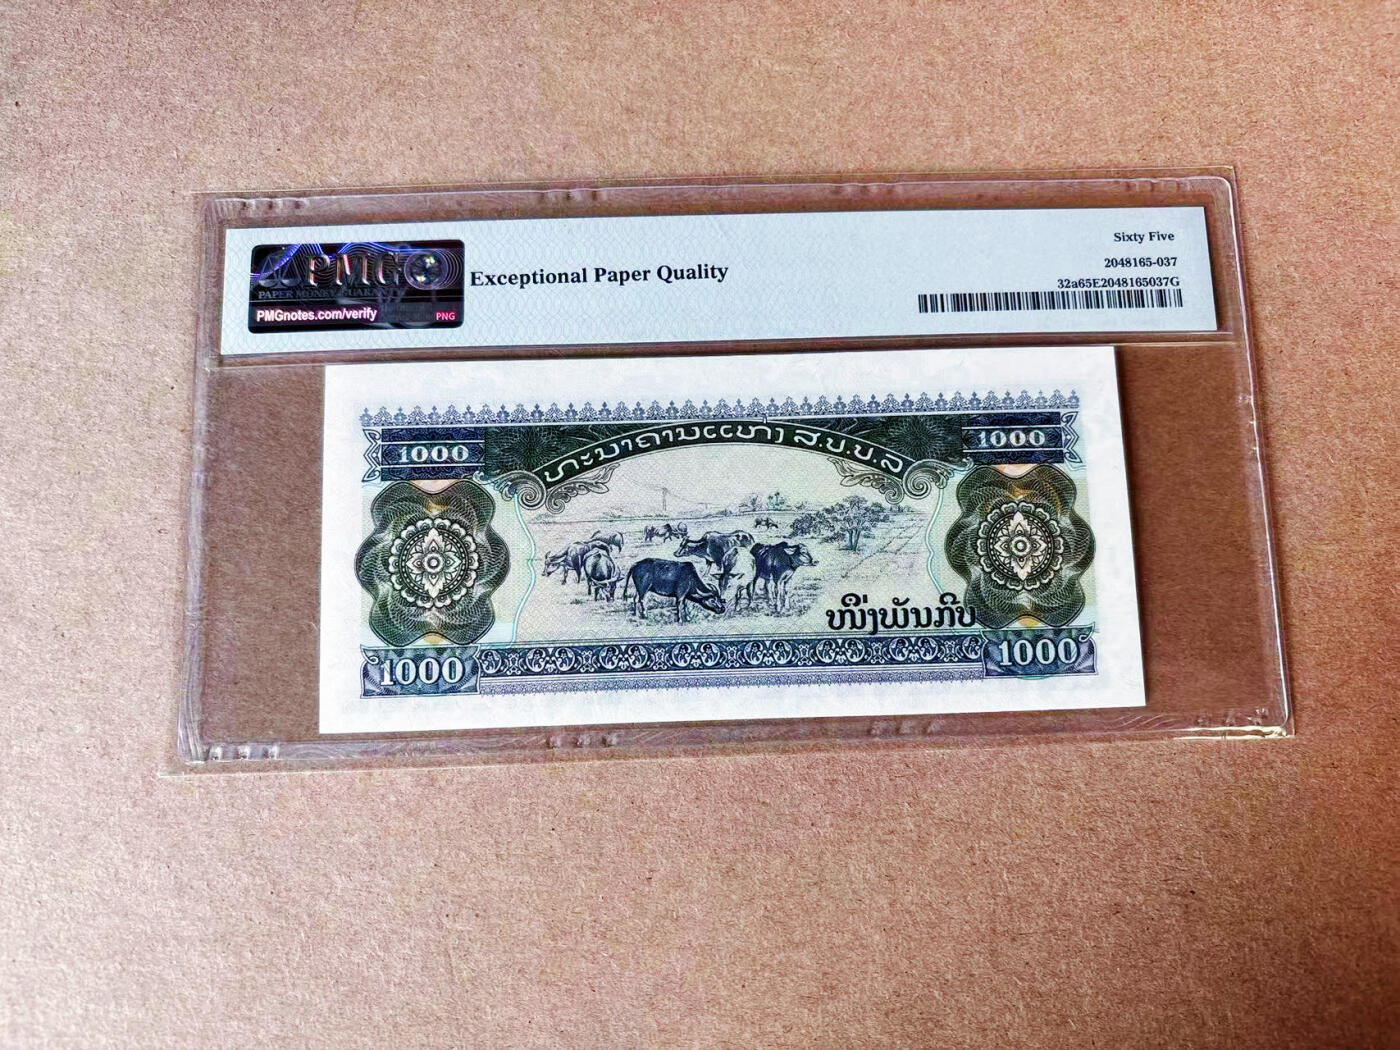 Sixty Five
PMG
Exceptional Paper Quality
2048165-037
PAPER MONEY GUARANTY
32a65E2048165037G
PMGnotes.com/verify
PNG
ທະນາຄານແຫ່ງ ສ.ປ.ປ.ລ
1000
1000
ໜຶ່ງພັນກີບ
1000
1000